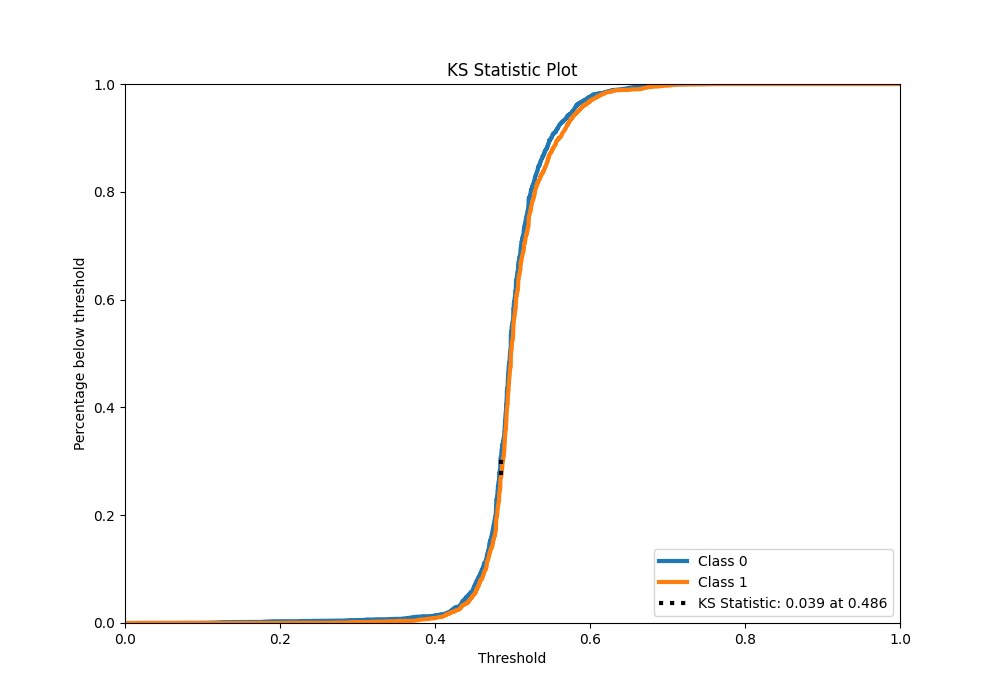 KS Statistic Plot
Percentage below threshold
1.0
0.8
0.6
0.4
0.2
0.0
0.0 0.2 0.4 0.6 0.8 1.0
Threshold
Class 0
Class 1
KS Statistic: 0.039 at 0.486